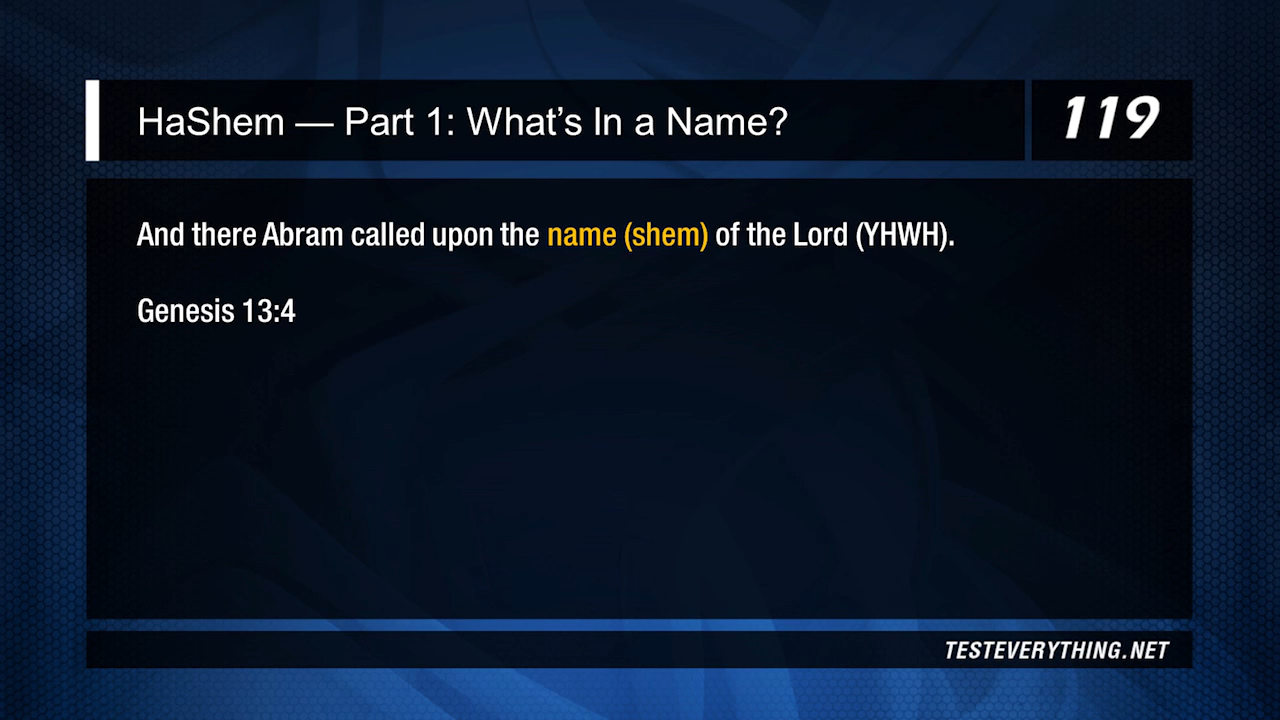 HaShem — Part 1: What’s In a Name?
119
And there Abram called upon the name (shem) of the Lord (YHWH).
Genesis 13:4
TESTEVERYTHING.NET